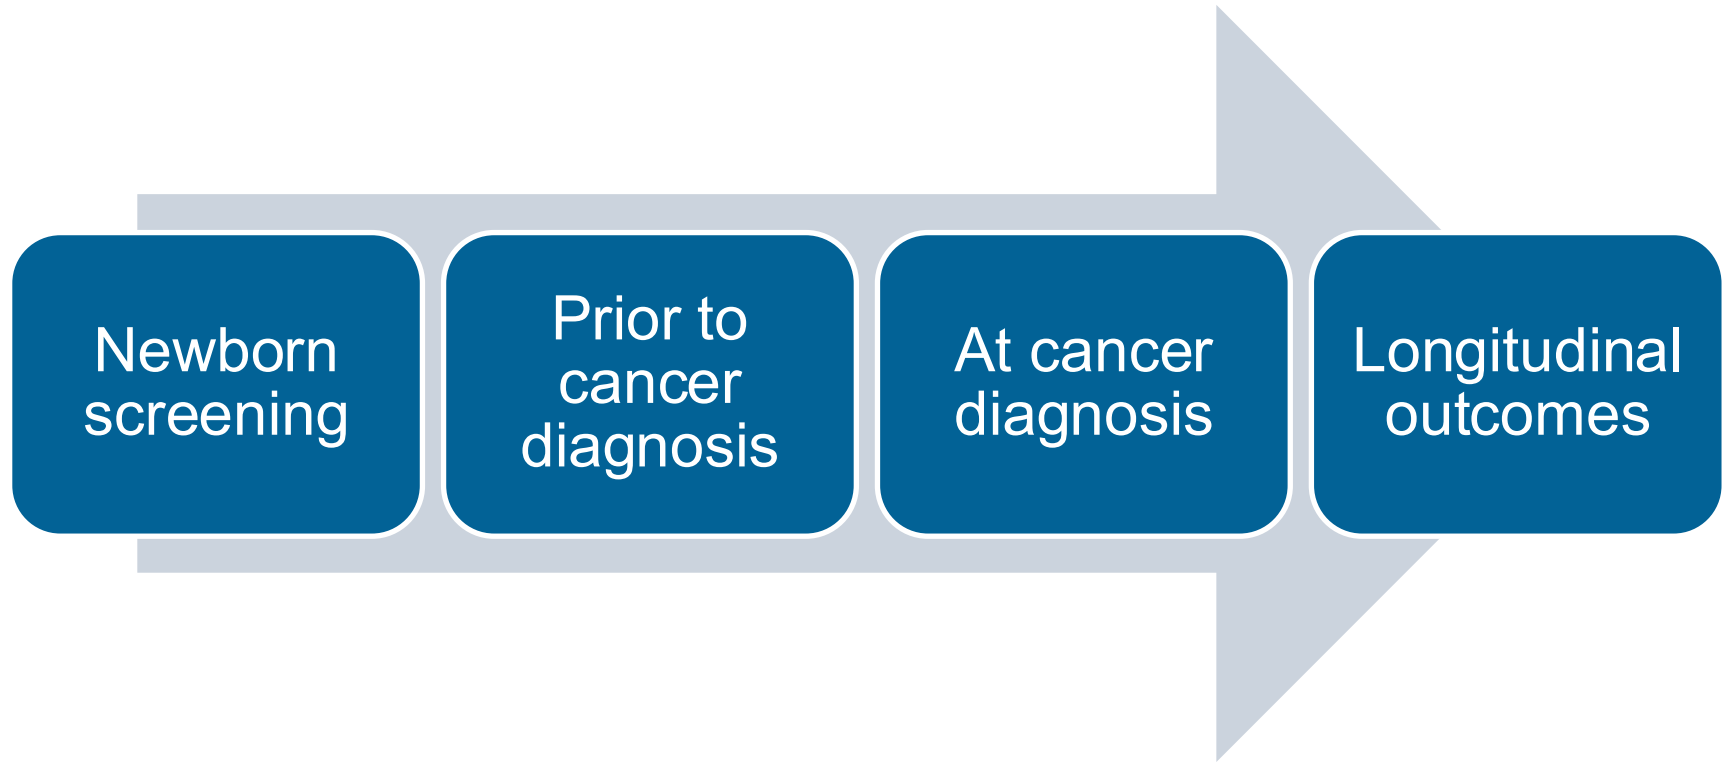 Newborn
screening
Prior to
cancer
diagnosis
At cancer
diagnosis
Longitudinal
outcomes